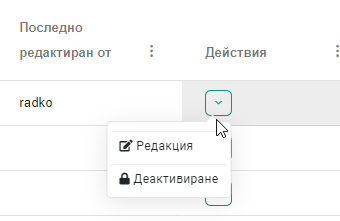 Последно
редактиран от
Действия
radko
Редакция
Деактивиране